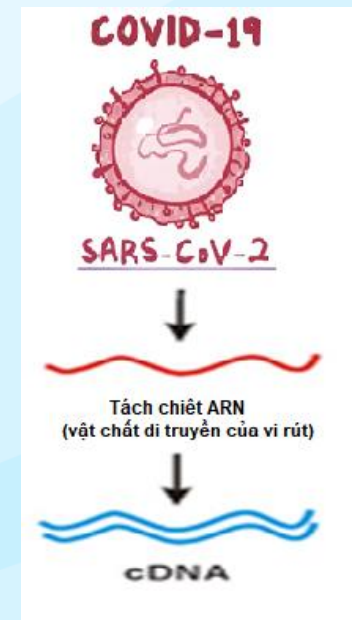 COVID-19
SARS-CoV-2
Tách chiết ARN
(vật chất di truyền của vi rút)
cDNA